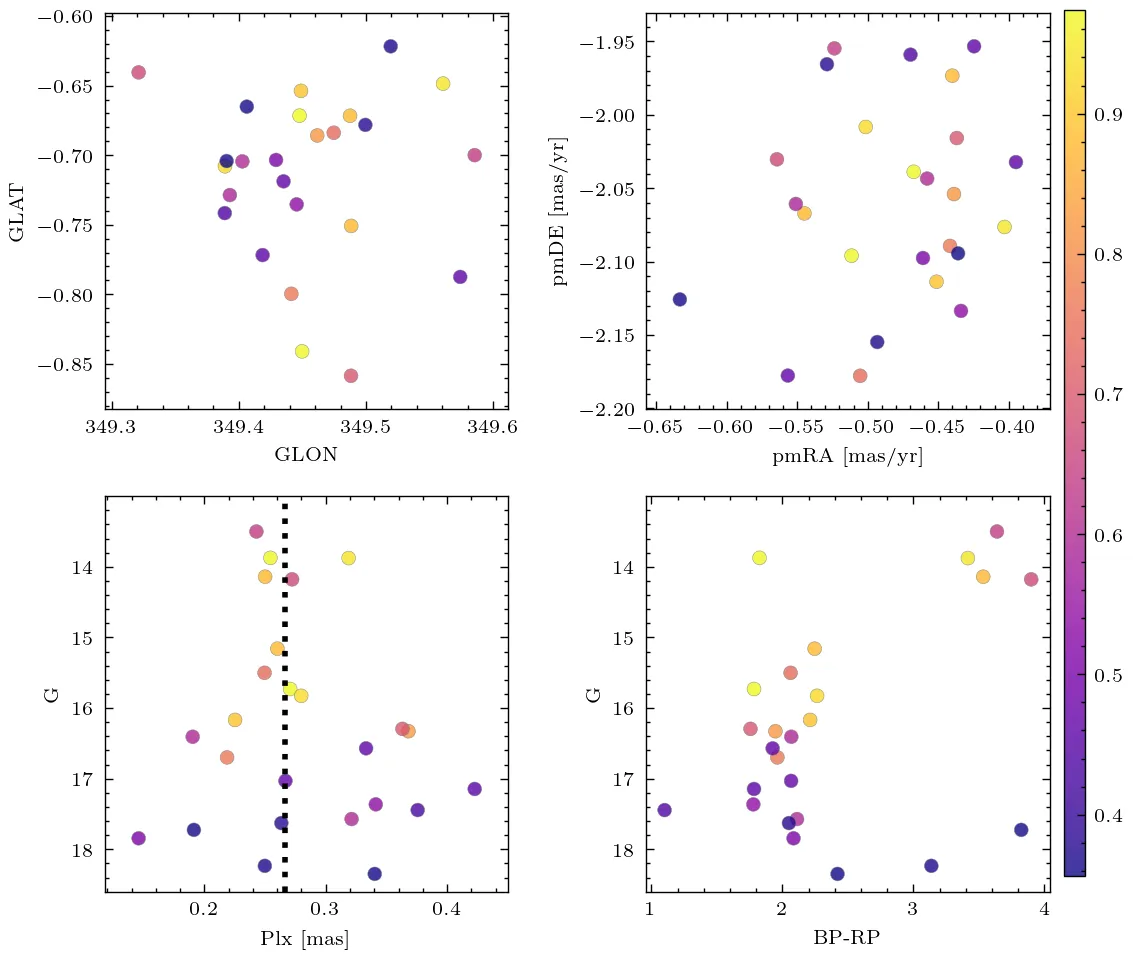 −0.60
−0.65
−0.70
−0.75
−0.80
−0.85
GLAT
349.3 349.4 349.5 349.6
GLON
−1.95
−2.00
−2.05
−2.10
−2.15
−2.20
pmDE [mas/yr]
−0.65 −0.60 −0.55 −0.50 −0.45 −0.40
pmRA [mas/yr]
0.9
0.8
0.7
0.6
0.5
0.4
14
15
16
17
18
G
0.2 0.3 0.4
Plx [mas]
14
15
16
17
18
G
1 2 3 4
BP-RP